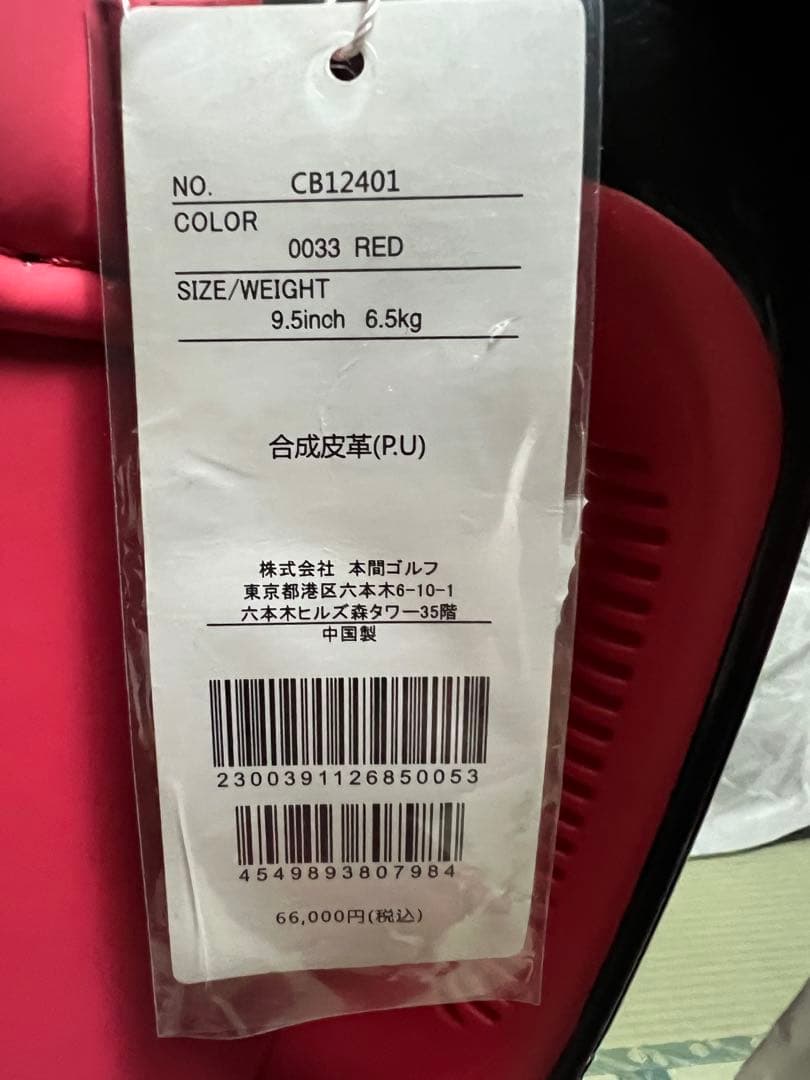 NO. CB12401
COLOR
0033 RED
SIZE/WEIGHT
9.5inch 6.5kg
合成皮革(P.U)
株式会社 本間ゴルフ
東京都港区六本木6-10-1
六本木ヒルズ森タワー35階
中国製
2300391126850053
4549893807984
66,000円(税込)